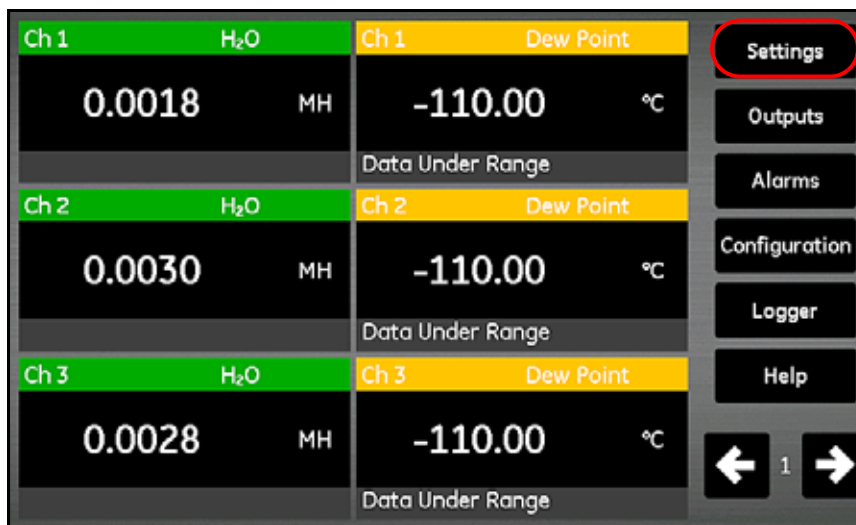 Ch 1 H₂O Ch 1 Dew Point
0.0018 MH -110.00 °C
Data Under Range
Ch 2 H₂O Ch 2 Dew Point
0.0030 MH -110.00 °C
Data Under Range
Ch 3 H₂O Ch 3 Dew Point
0.0028 MH -110.00 °C
Data Under Range
Settings
Outputs
Alarms
Configuration
Logger
Help
1